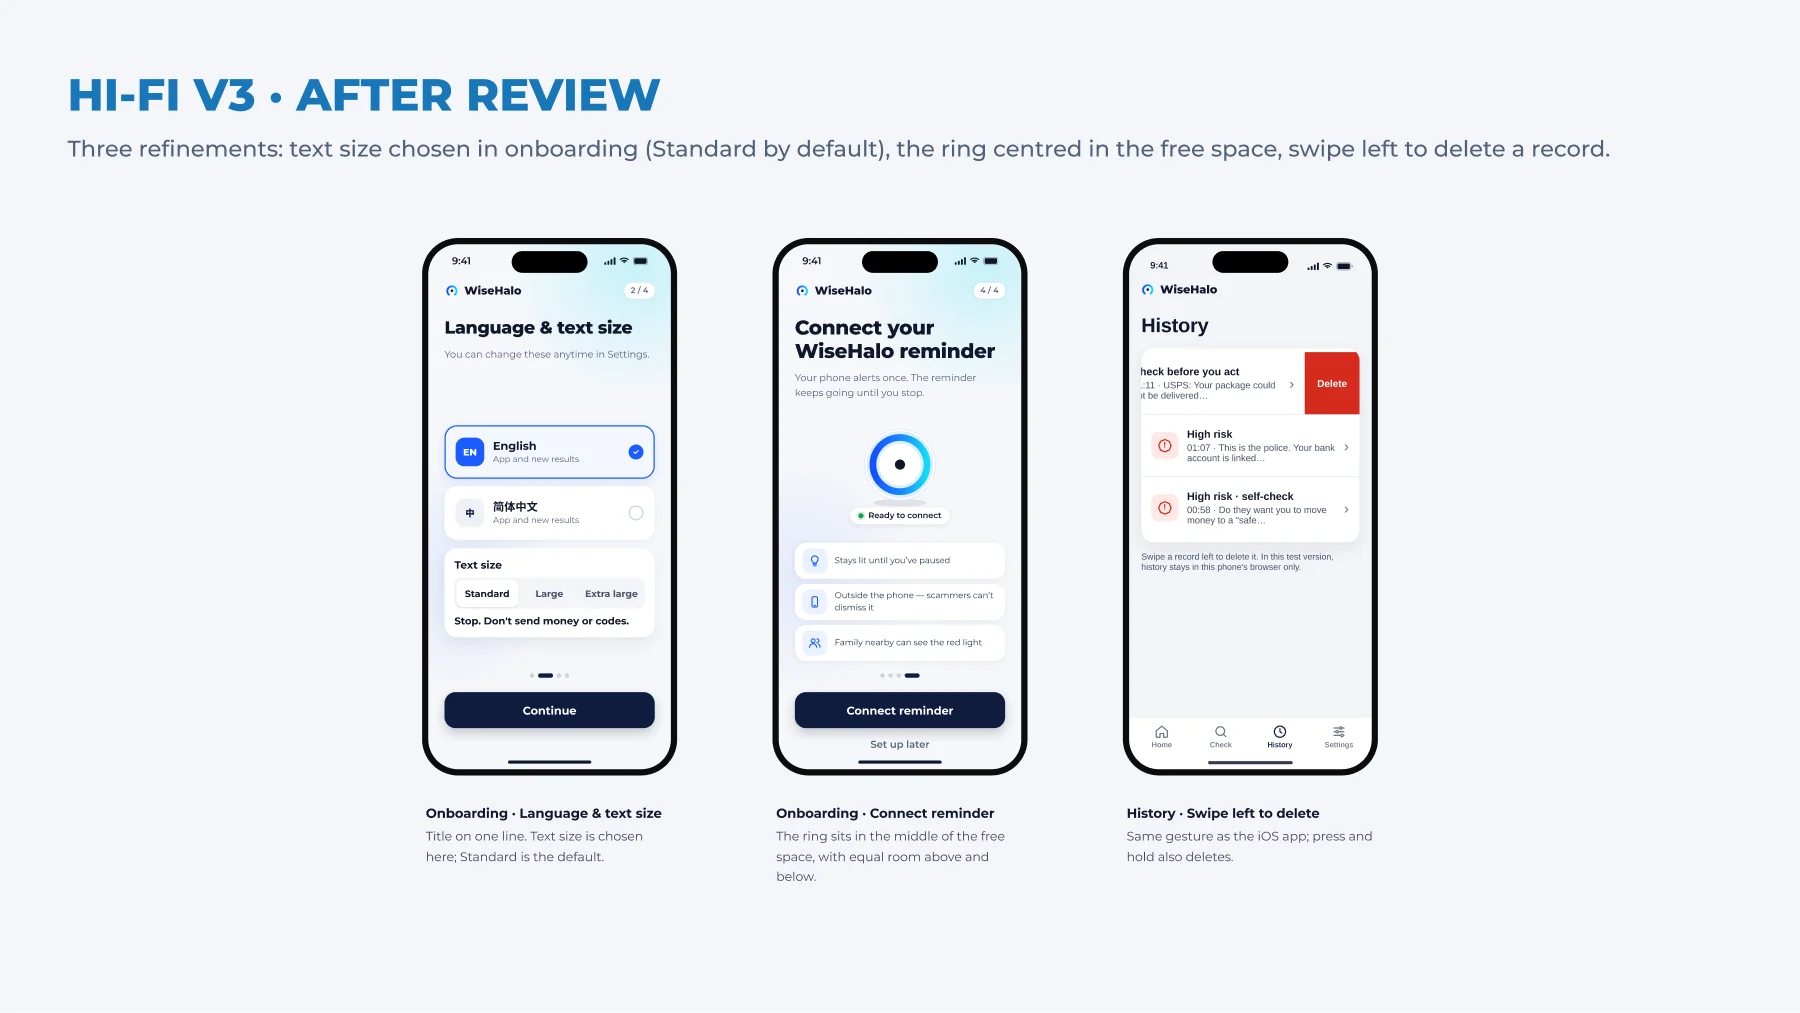 HI-FI V3 • AFTER REVIEW
Three refinements: text size chosen in onboarding (Standard by default), the ring centred in the free space, swipe left to delete a record.
9:41
WiseHalo
2 / 4
Language & text size
You can change these anytime in Settings.
EN
English
App and new results
中
简体中文
App and new results
Text size
Standard
Large
Extra large
Stop. Don't send money or codes.
Continue
Onboarding · Language & text size
Title on one line. Text size is chosen
here; Standard is the default.
9:41
WiseHalo
4 / 4
Connect your
WiseHalo reminder
Your phone alerts once. The reminder
keeps going until you stop.
Ready to connect
Stays lit until you've paused
Outside the phone — scammers can't
dismiss it
Family nearby can see the red light
Connect reminder
Set up later
Onboarding · Connect reminder
The ring sits in the middle of the free
space, with equal room above and
below.
9:41
WiseHalo
History
heck before you act
:11 · USPS: Your package could
t be delivered…
Delete
High risk
01:07 · This is the police. Your bank
account is linked…
High risk · self-check
00:58 · Do they want you to move
money to a "safe…
Swipe a record left to delete it. In this test version,
history stays in this phone's browser only.
Home
Check
History
Settings
History · Swipe left to delete
Same gesture as the iOS app; press and
hold also deletes.